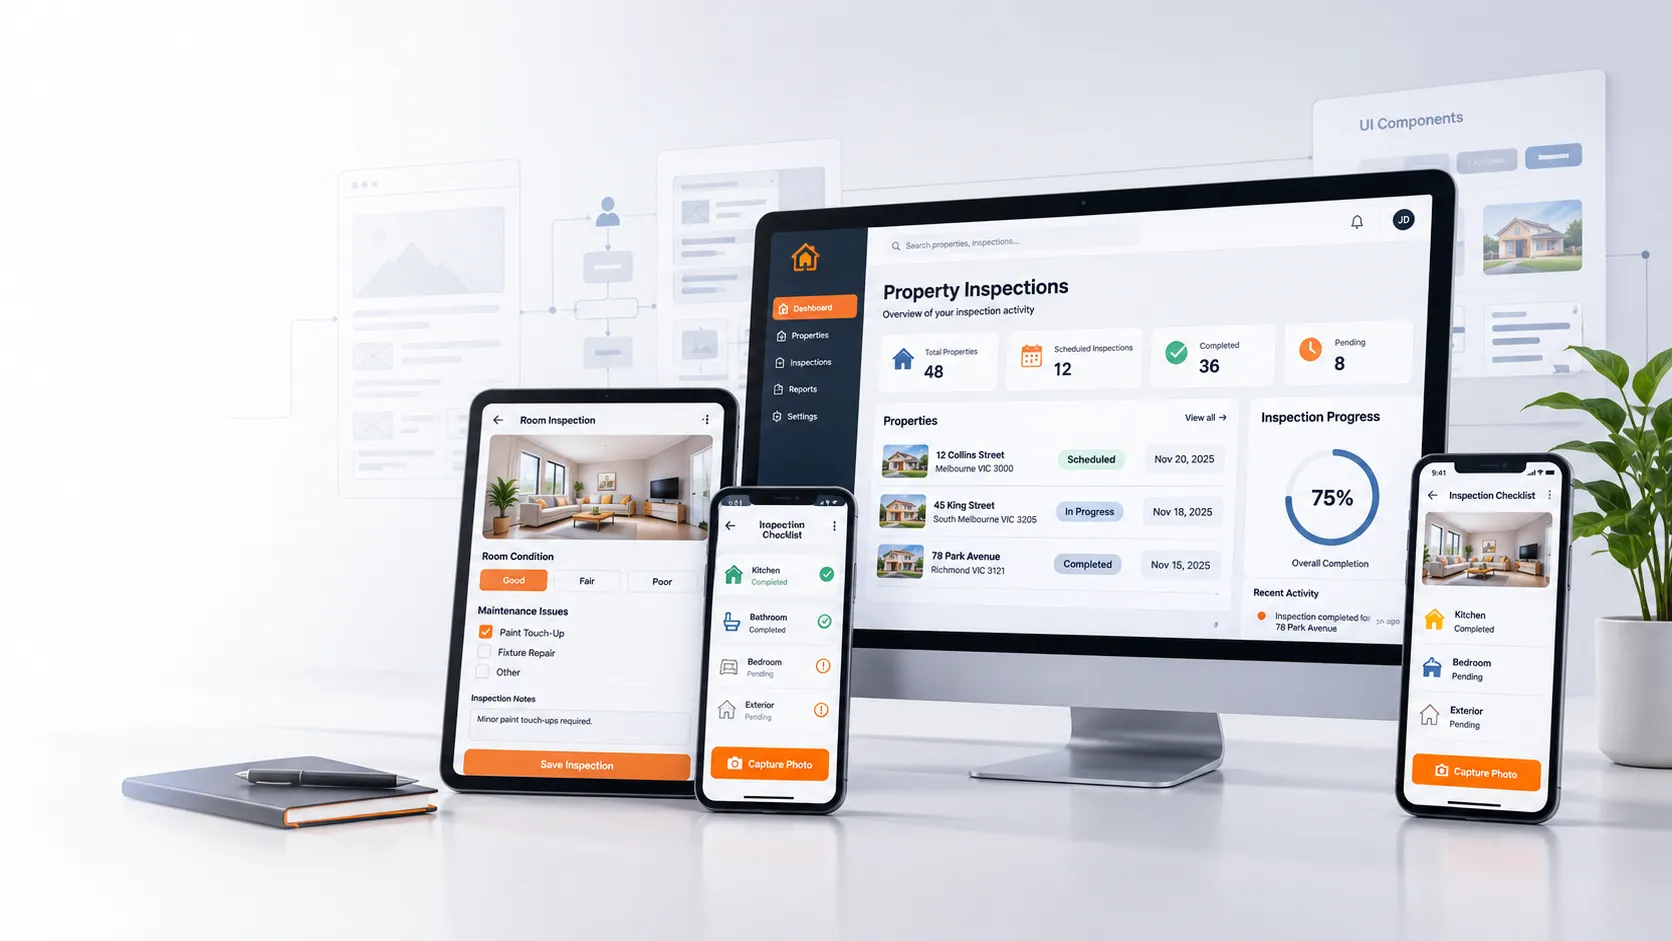 UI Components
JD
Search properties, inspections...
Property Inspections
Overview of your inspection activity
Dashboard
Properties
Inspections
Reports
Settings
Total Properties
48
Scheduled Inspections
12
Completed
36
Pending
8
Properties
View all →
12 Collins Street
Melbourne VIC 3000
Scheduled
Nov 20, 2025
45 King Street
South Melbourne VIC 3205
In Progress
Nov 18, 2025
78 Park Avenue
Richmond VIC 3121
Completed
Nov 15, 2025
Inspection Progress
75%
Overall Completion
Recent Activity
Inspection completed for
78 Park Avenue
ago
Room Inspection
Room Condition
Good
Fair
Poor
Maintenance Issues
Paint Touch-Up
Fixture Repair
Other
Inspection Notes
Minor paint touch-ups required.
Save Inspection
Inspection
Checklist
Kitchen
Completed
Bathroom
Completed
Bedroom
Pending
Exterior
Pending
Capture Photo
9:41
Inspection Checklist
Kitchen
Completed
Bedroom
Pending
Exterior
Pending
Capture Photo